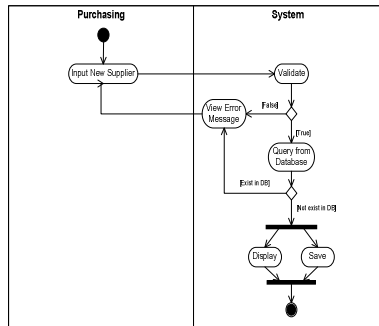 Purchasing
System
Input New Supplier
Validate
[False]
View Error
Message
[True]
Query from
Database
[Exist in DB]
[Not exist in DB]
Display
Save